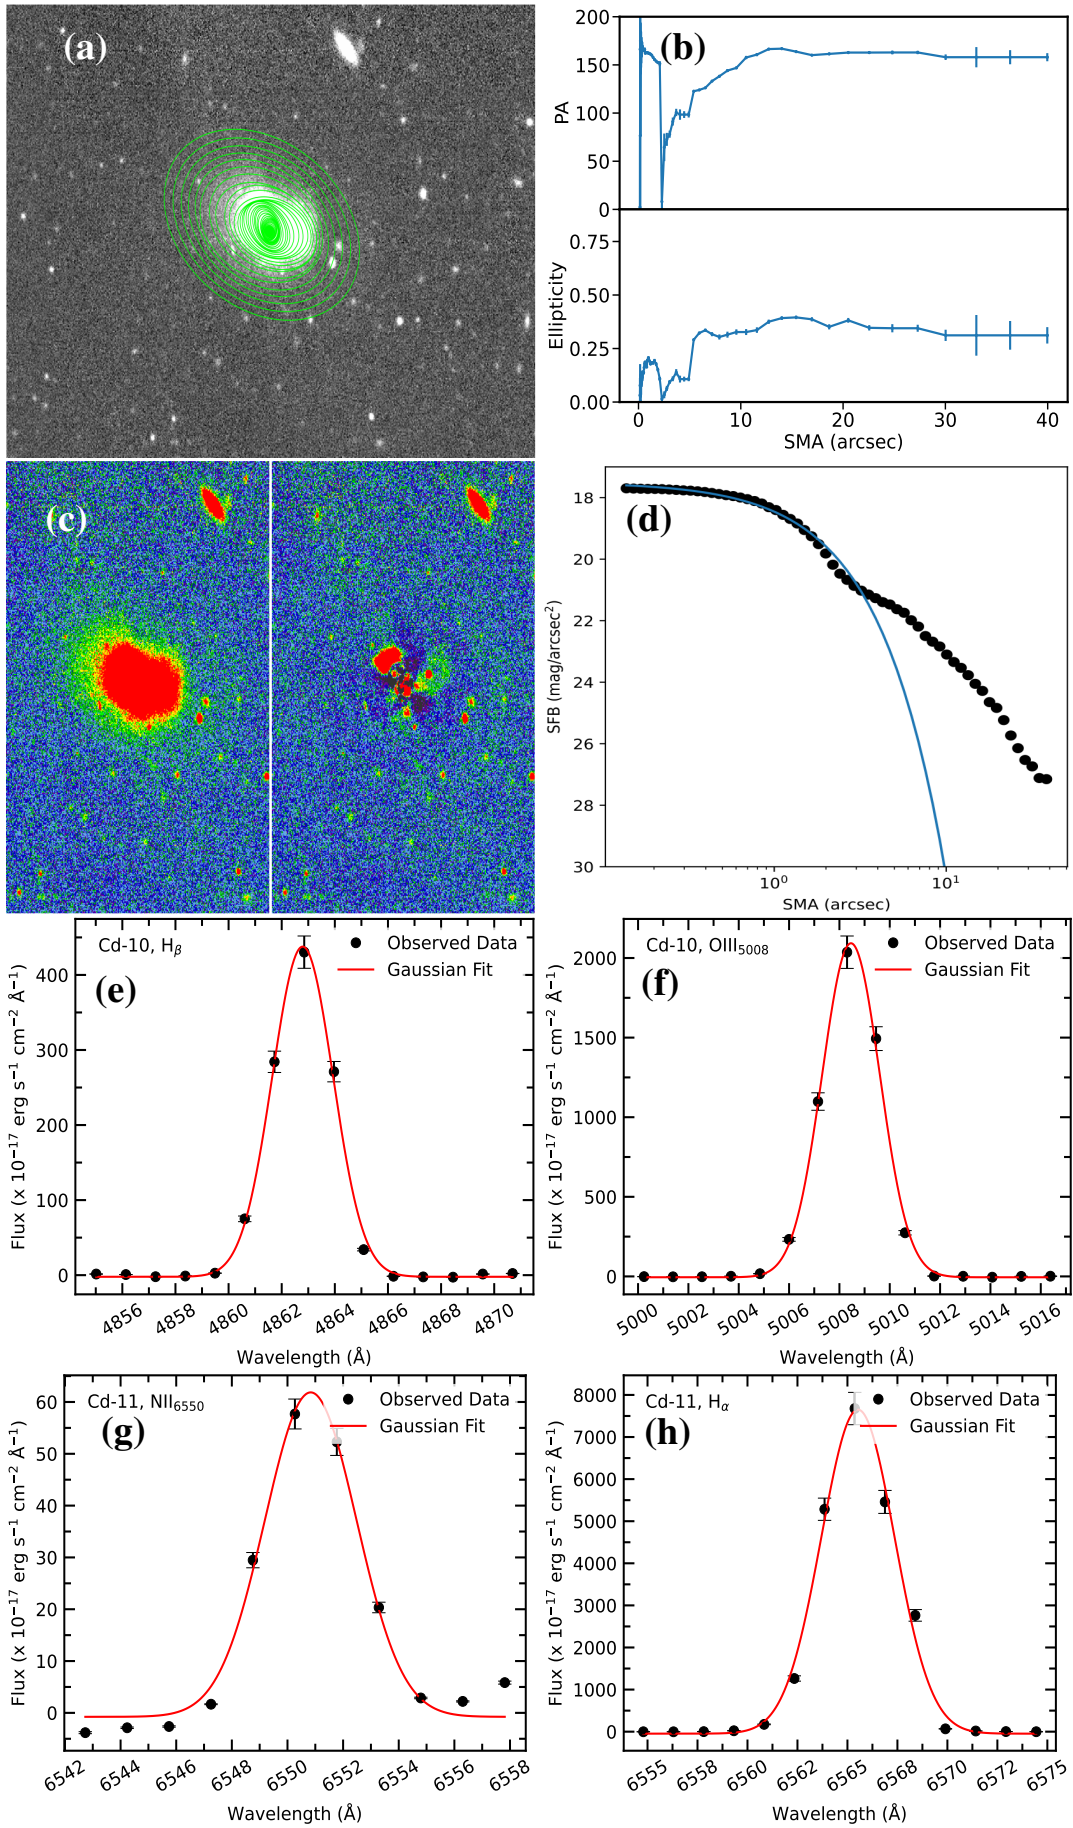 (a)
(b)
PA
200
150
100
50
0
Ellipticity
0.75
0.50
0.25
0.00
0 10 20 30 40
SMA (arcsec)
(c)
(d)
SFB (mag/arcsec²)
18
20
22
24
26
28
30
10⁰ 10¹
SMA (arcsec)
Cd-10, Hᵦ
Observed Data
Gaussian Fit
(e)
Flux (x 10⁻¹⁷ erg s⁻¹ cm⁻² Å⁻¹)
400
300
200
100
0
4856 4858 4860 4862 4864 4866 4868 4870
Wavelength (Å)
Cd-10, OIII₅₀₀₈
Observed Data
Gaussian Fit
(f)
Flux (x 10⁻¹⁷ erg s⁻¹ cm⁻² Å⁻¹)
2000
1500
1000
500
0
5000 5002 5004 5006 5008 5010 5012 5014 5016
Wavelength (Å)
Cd-11, NII₆₅₅₀
Observed Data
Gaussian Fit
(g)
Flux (x 10⁻¹⁷ erg s⁻¹ cm⁻² Å⁻¹)
60
50
40
30
20
10
0
6542 6544 6546 6548 6550 6552 6554 6556 6558
Wavelength (Å)
Cd-11, Hα
Observed Data
Gaussian Fit
(h)
Flux (x 10⁻¹⁷ erg s⁻¹ cm⁻² Å⁻¹)
8000
7000
6000
5000
4000
3000
2000
1000
0
6555 6558 6560 6562 6565 6568 6570 6572 6575
Wavelength (Å)